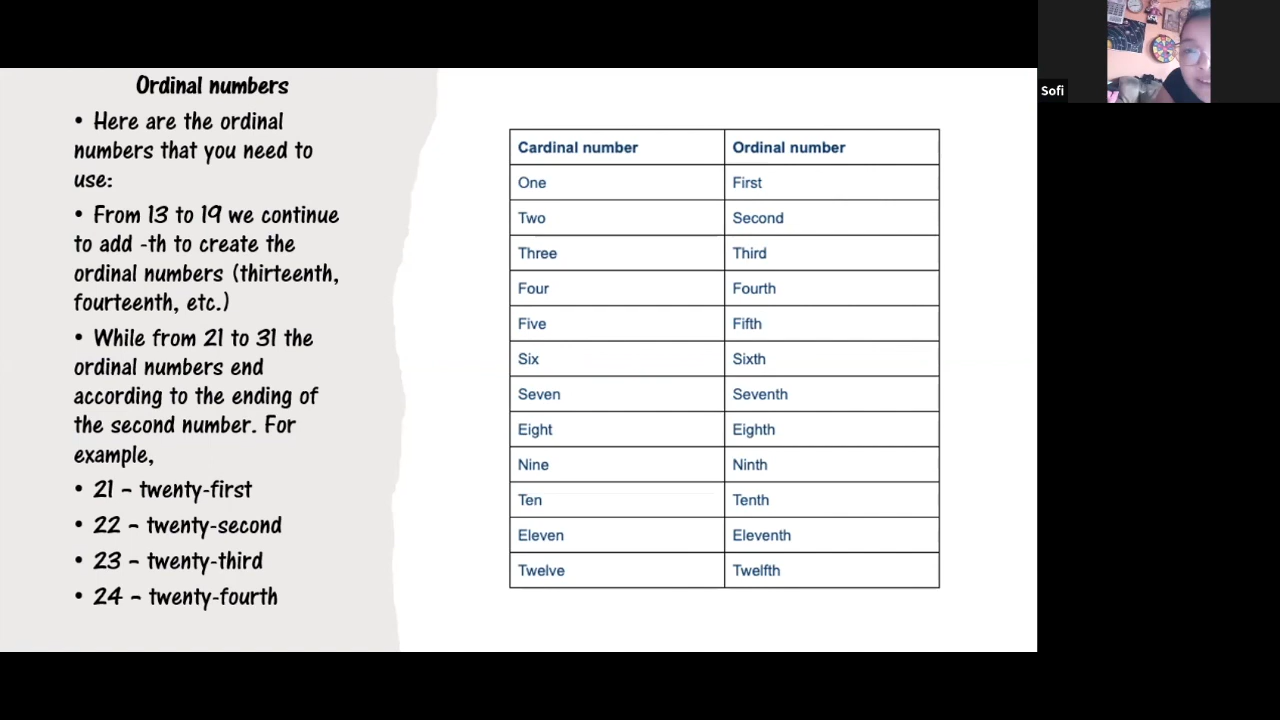 Ordinal numbers
• Here are the ordinal
numbers that you need to
use:
• From 13 to 19 we continue
to add -th to create the
ordinal numbers (thirteenth,
fourteenth, etc.)
• While from 21 to 31 the
ordinal numbers end
according to the ending of
the second number. For
example,
• 21 – twenty-first
• 22 – twenty-second
• 23 – twenty-third
• 24 – twenty-fourth
Cardinal number Ordinal number
One First
Two Second
Three Third
Four Fourth
Five Fifth
Six Sixth
Seven Seventh
Eight Eighth
Nine Ninth
Ten Tenth
Eleven Eleventh
Twelve Twelfth
Sofi